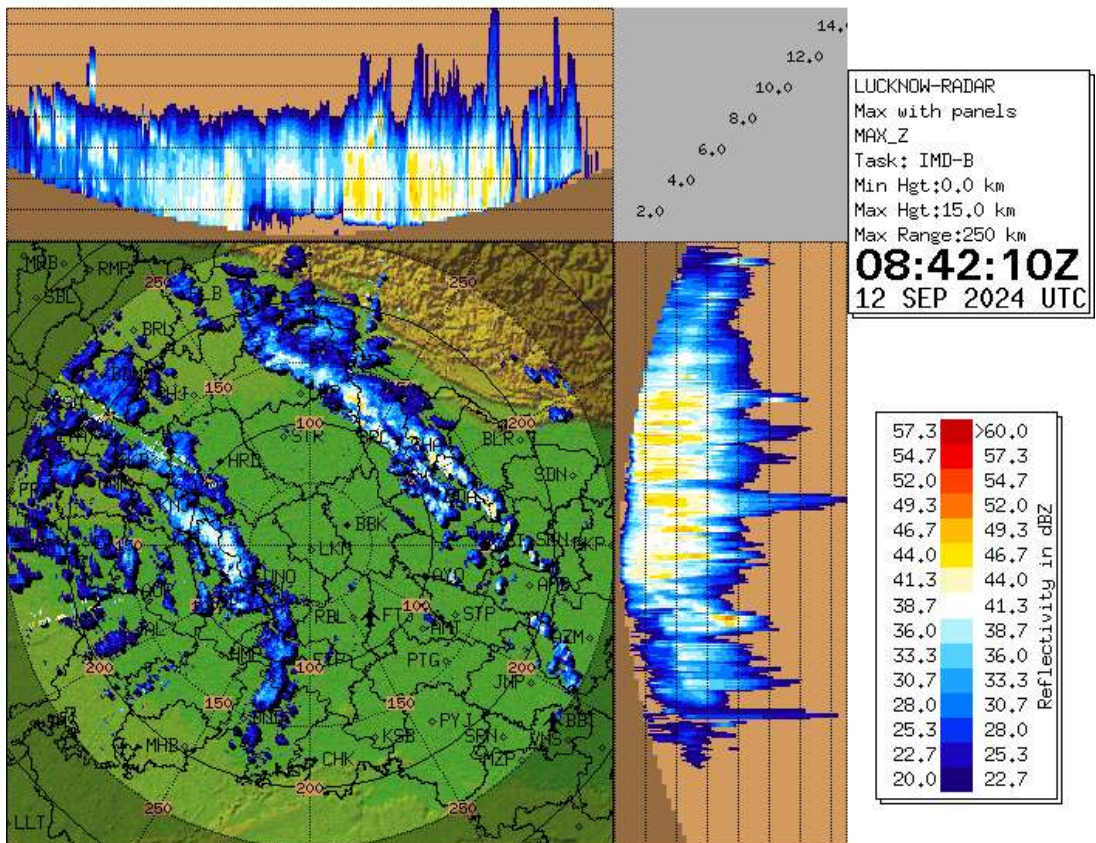 14.
12.0
10.0
8.0
6.0
4.0
2.0
LUCKNOW-RADAR
Max with panels
MAX_Z
Task: IMD-B
Min Hgt:0.0 km
Max Hgt:15.0 km
Max Range:250 km
08:42:10Z
12 SEP 2024 UTC
MRB
RMP
250
250
SBL
BRL
150
100
200
BLR
STR
HRD
SDN
BBK
LKN
UNO
AYO
RBL
FT
100
STP
AMB
AZM
PTG
200
100
200
JNP
150
150
PYJ
MHB
KSB
MZP
VNS
CHK
200
250
250
LLT
57.3 >60.0
54.7 57.3
52.0 54.7
49.3 52.0
46.7 49.3
44.0 46.7
41.3 44.0
38.7 41.3
36.0 38.7
33.3 36.0
30.7 33.3
28.0 30.7
25.3 28.0
22.7 25.3
20.0 22.7
Reflectivity in dBZ